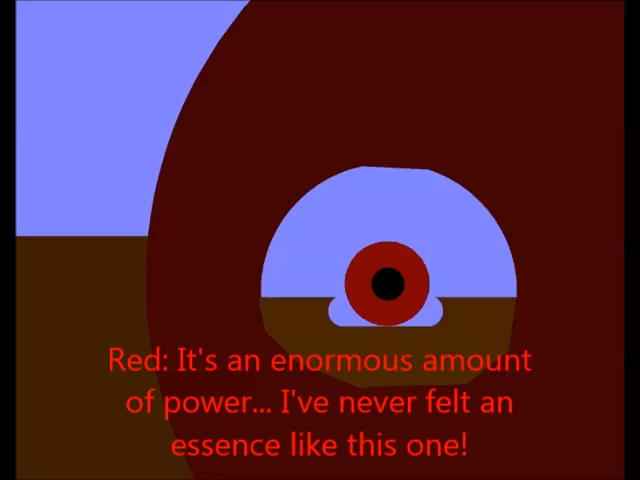 Red: It's an enormous amount
of power... I've never felt an
essence like this one!